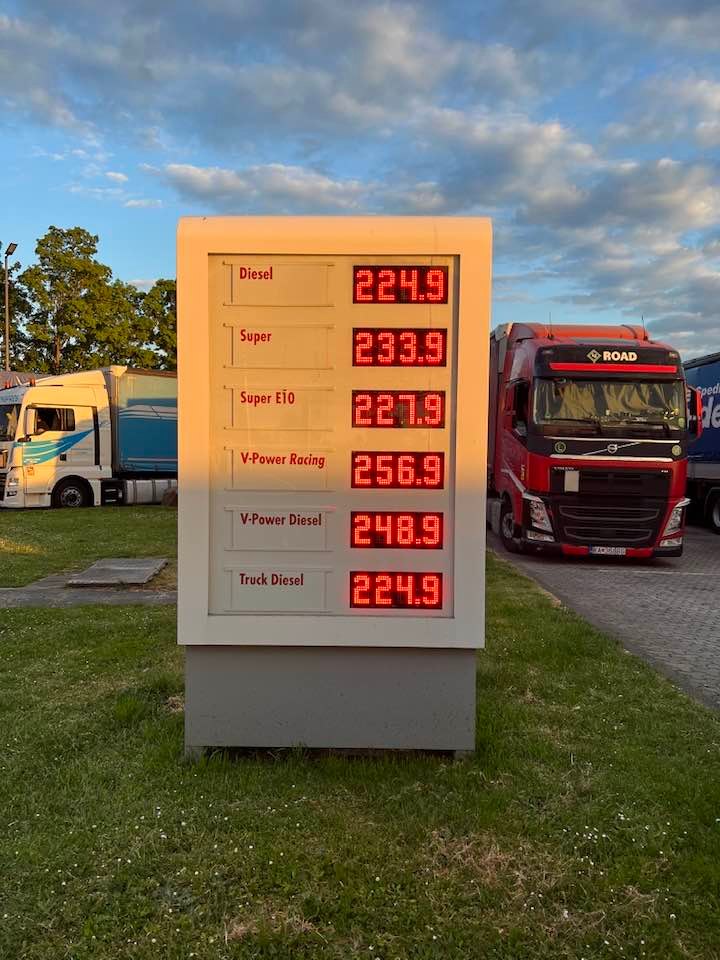 Diesel 224.9
Super 233.9
Super E10 227.9
V-Power Racing 256.9
V-Power Diesel 248.9
Truck Diesel 224.9
ROAD